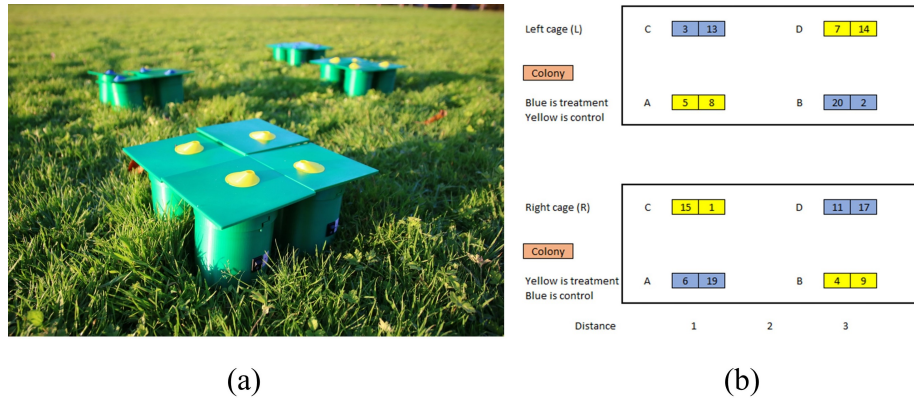 Left cage (L) C 3 13 D 7 14
Colony
Blue is treatment A 5 8 B 20 2
Yellow is control
Right cage (R) C 15 1 D 11 17
Colony
Yellow is treatment A 6 19 B 4 9
Blue is control
Distance 1 2 3
(a) (b)